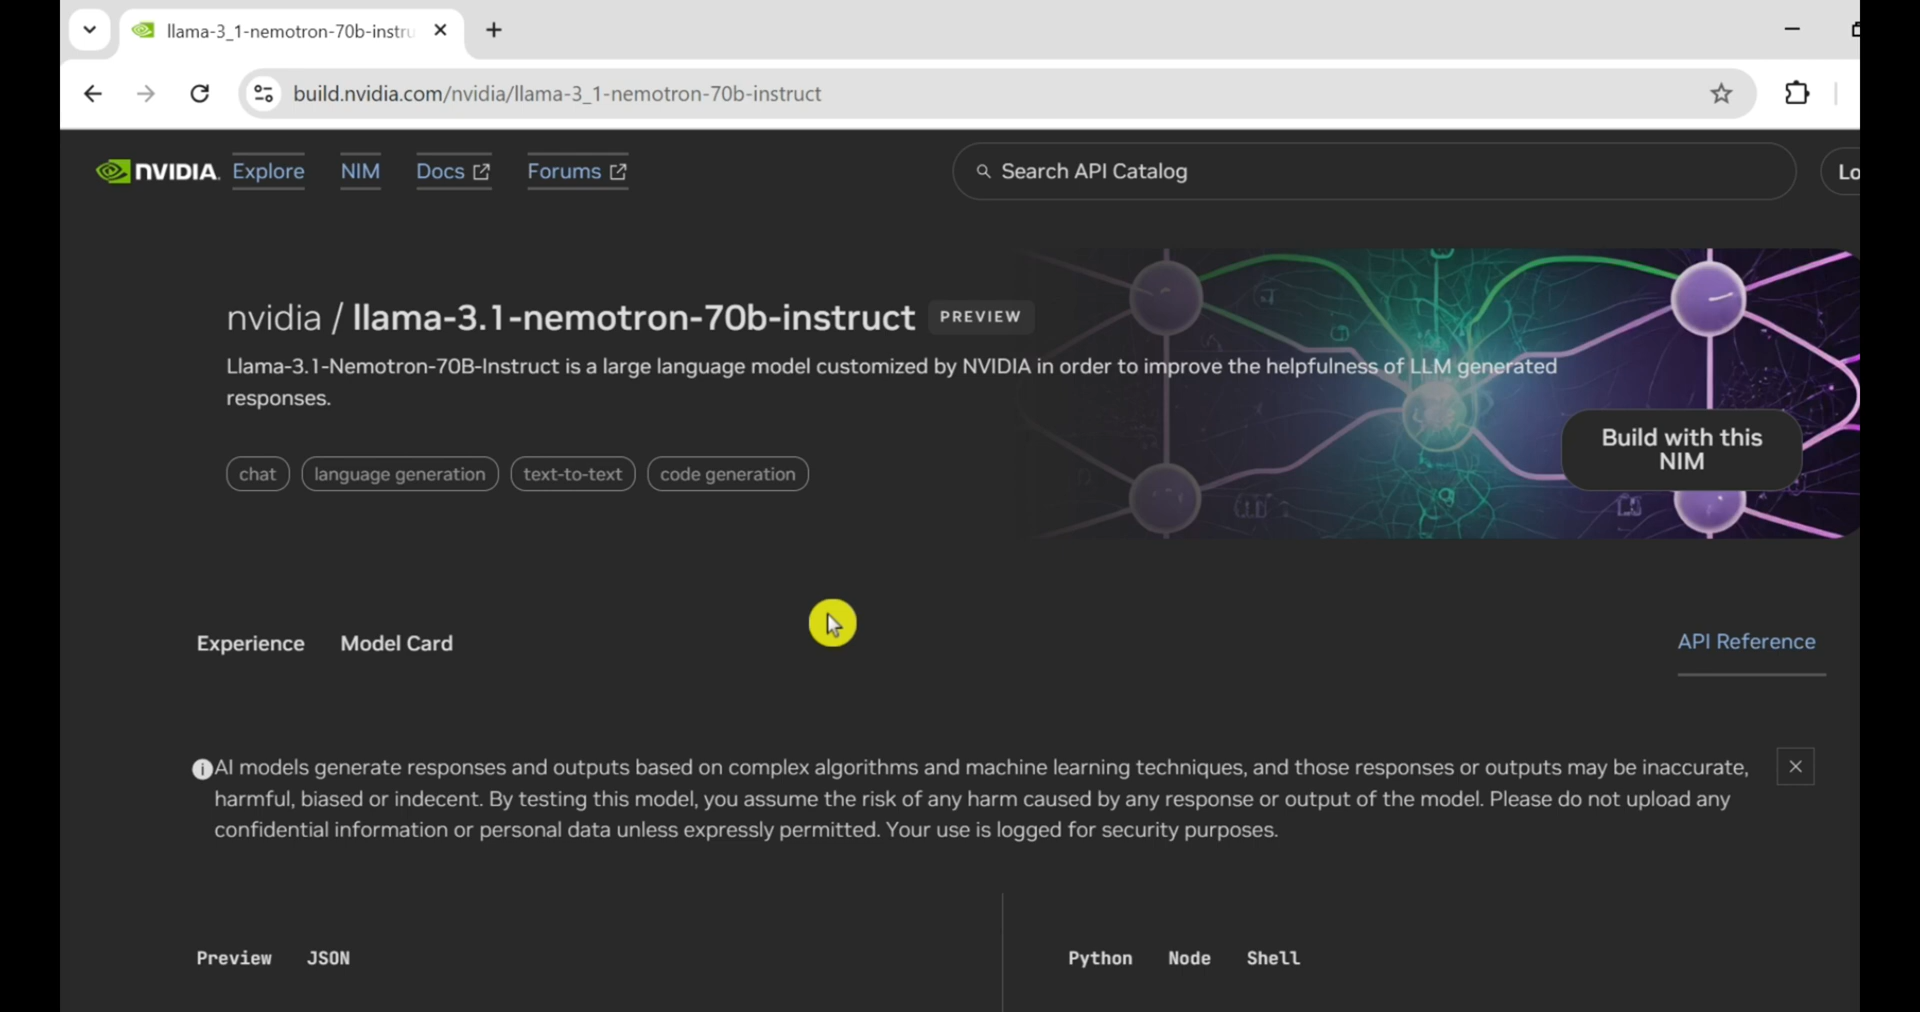 llama-3_1-nemotron-70b-instru
build.nvidia.com/nvidia/llama-3_1-nemotron-70b-instruct
NVIDIA. Explore NIM Docs Forums Search API Catalog Lo
nvidia / llama-3.1-nemotron-70b-instruct PREVIEW
Llama-3.1-Nemotron-70B-Instruct is a large language model customized by NVIDIA in order to improve the helpfulness of LLM generated
responses.
Build with this
NIM
chat language generation text-to-text code generation
Experience Model Card API Reference
AI models generate responses and outputs based on complex algorithms and machine learning techniques, and those responses or outputs may be inaccurate,
harmful, biased or indecent. By testing this model, you assume the risk of any harm caused by any response or output of the model. Please do not upload any
confidential information or personal data unless expressly permitted. Your use is logged for security purposes.
Preview JSON Python Node Shell